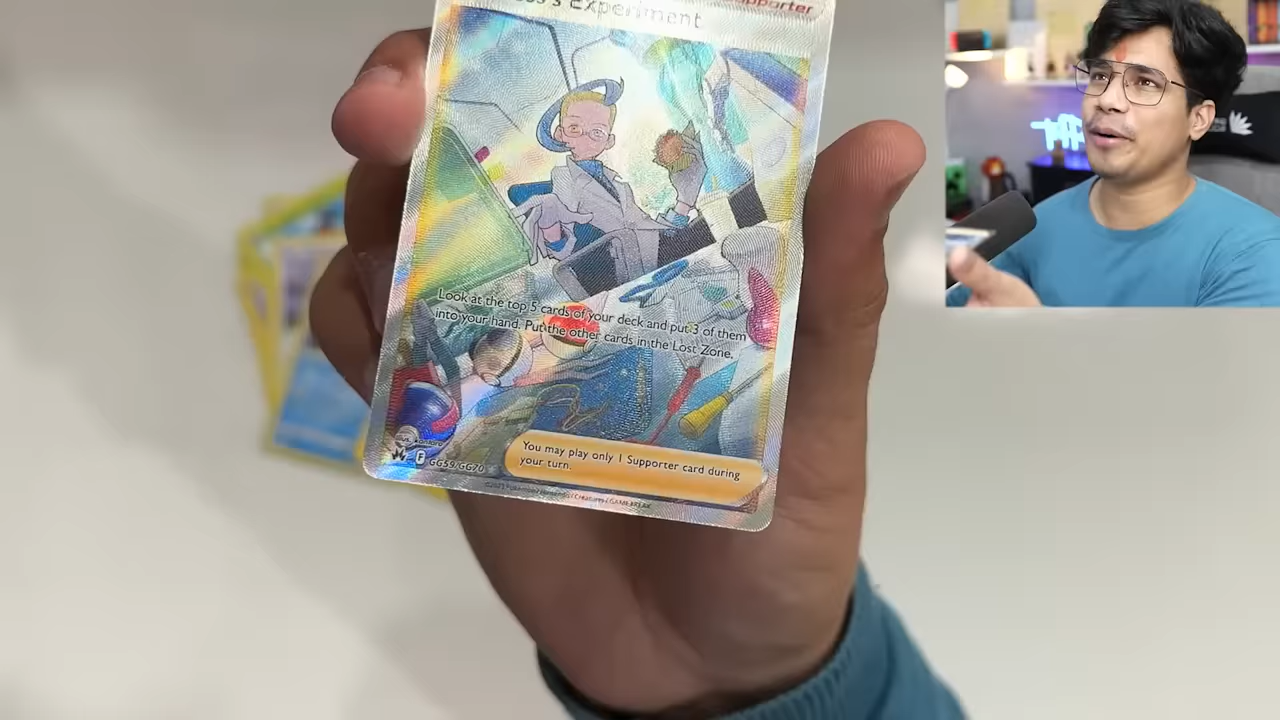 Experiment
Supporter
Look at the top 5 cards of your deck and put 3 of them
into your hand. Put the other cards in the Lost Zone.
You may play only 1 Supporter card during
your turn.
F GG59/GG70